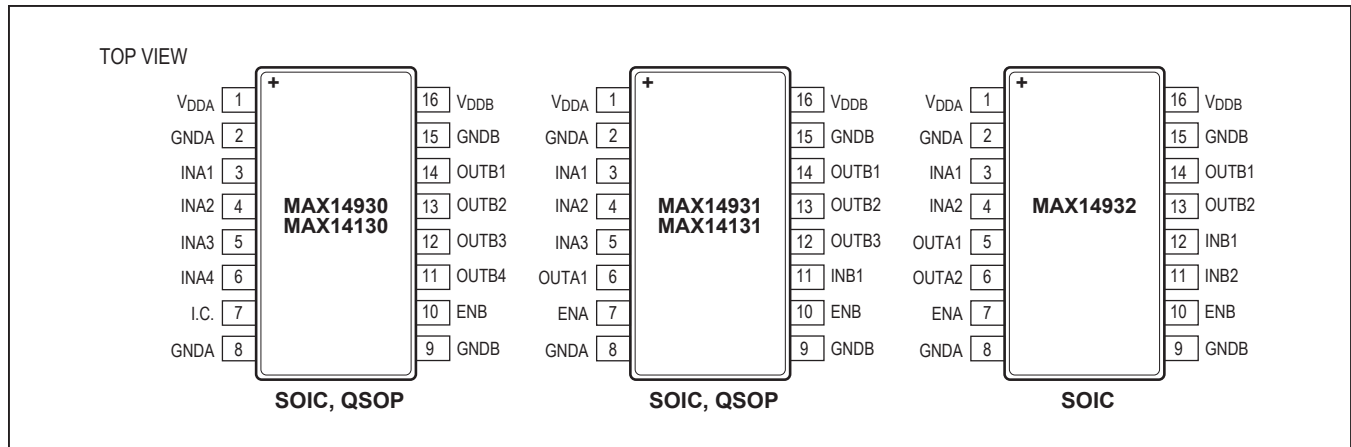 TOP VIEW
+ + +
VDDA 1 16 VDDB VDDA 1 16 VDDB VDDA 1 16 VDDB
GNDA 2 15 GNDB GNDA 2 15 GNDB GNDA 2 15 GNDB
INA1 3 14 OUTB1 INA1 3 14 OUTB1 INA1 3 14 OUTB1
INA2 4 MAX14930 13 OUTB2 INA2 4 MAX14931 13 OUTB2 INA2 4 MAX14932 13 OUTB2
MAX14130 MAX14131
INA3 5 12 OUTB3 INA3 5 12 OUTB3 OUTA1 5 12 INB1
INA4 6 11 OUTB4 OUTA1 6 11 INB1 OUTA2 6 11 INB2
I.C. 7 10 ENB ENA 7 10 ENB ENA 7 10 ENB
GNDA 8 9 GNDB GNDA 8 9 GNDB GNDA 8 9 GNDB
SOIC, QSOP SOIC, QSOP SOIC